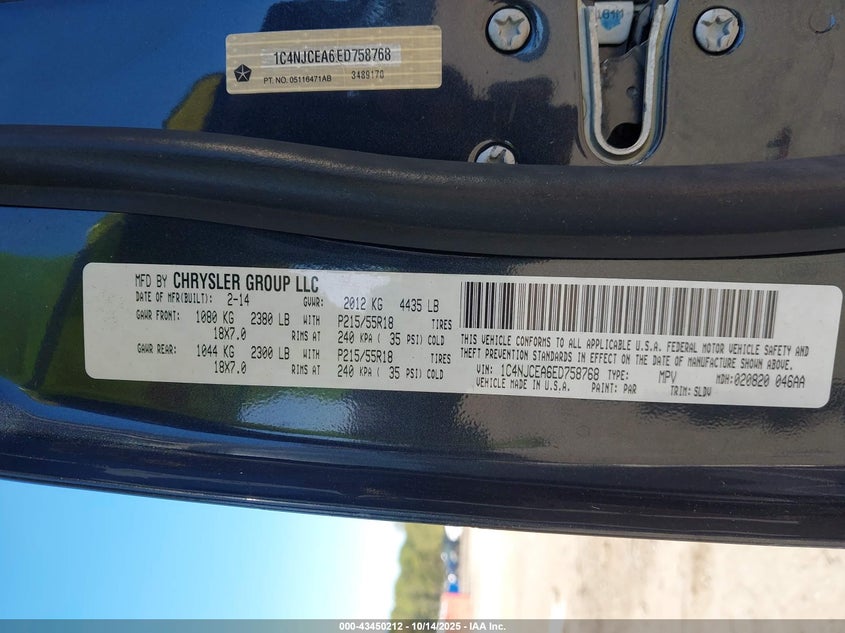 161M
1C4NJCEA6ED758768
PT. NO. 05116471AB 3489170
MFD BY CHRYSLER GROUP LLC
DATE OF MFR(BUILT): 2-14 GVWR: 2012 KG 4435 LB
GAWR FRONT: 1080 KG 2380 LB WITH P215/55R18 TIRES
18X7.0 RIMS AT 240 KPA ( 35 PSI) COLD
GAWR REAR: 1044 KG 2300 LB WITH P215/55R18 TIRES
18X7.0 RIMS AT 240 KPA ( 35 PSI) COLD
THIS VEHICLE CONFORMS TO ALL APPLICABLE U.S.A. FEDERAL MOTOR VEHICLE SAFETY AND
THEFT PREVENTION STANDARDS IN EFFECT ON THE DATE OF MANUFACTURE SHOWN ABOVE.
VIN: 1C4NJCEA6ED758768 TYPE: MPV MDH:020820 046AA
VEHICLE MADE IN U.S.A. PAINT: PAR TRIM: SLDV
000-43450212 - 10/14/2025 - IAA Inc.